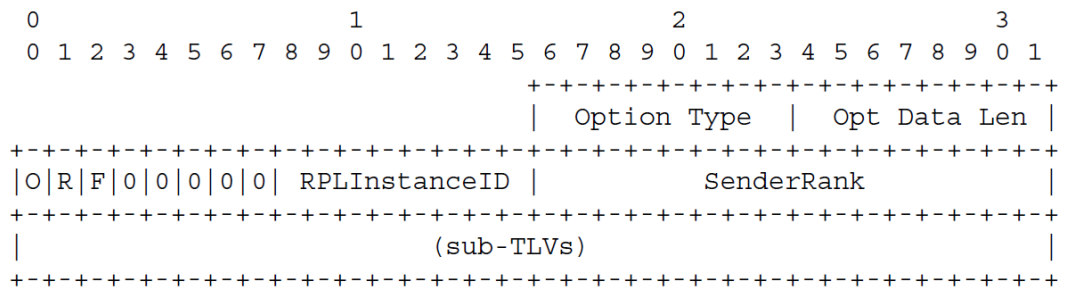 0                   1                   2                   3
 0 1 2 3 4 5 6 7 8 9 0 1 2 3 4 5 6 7 8 9 0 1 2 3 4 5 6 7 8 9 0 1
                                +-+-+-+-+-+-+-+-+-+-+-+-+-+-+-+-+
                                |  Option Type  |  Opt Data Len |
+-+-+-+-+-+-+-+-+-+-+-+-+-+-+-+-+-+-+-+-+-+-+-+-+-+-+-+-+-+-+-+-+
|O|R|F|0|0|0|0|0| RPLInstanceID |          SenderRank           |
+-+-+-+-+-+-+-+-+-+-+-+-+-+-+-+-+-+-+-+-+-+-+-+-+-+-+-+-+-+-+-+-+
|                         (sub-TLVs)                            |
+-+-+-+-+-+-+-+-+-+-+-+-+-+-+-+-+-+-+-+-+-+-+-+-+-+-+-+-+-+-+-+-+